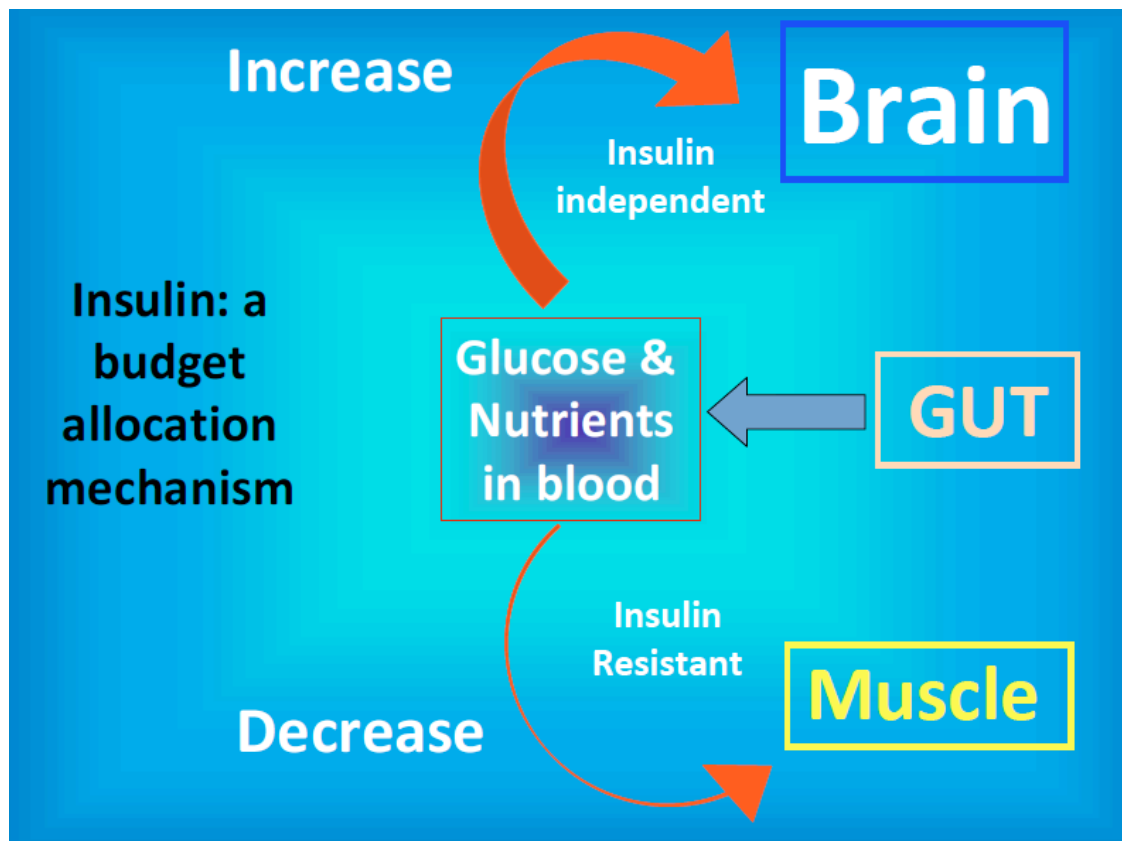 Increase
Brain
Insulin
independent
Insulin: a
budget
allocation
mechanism
Glucose &
Nutrients
in blood
GUT
Insulin
Resistant
Muscle
Decrease